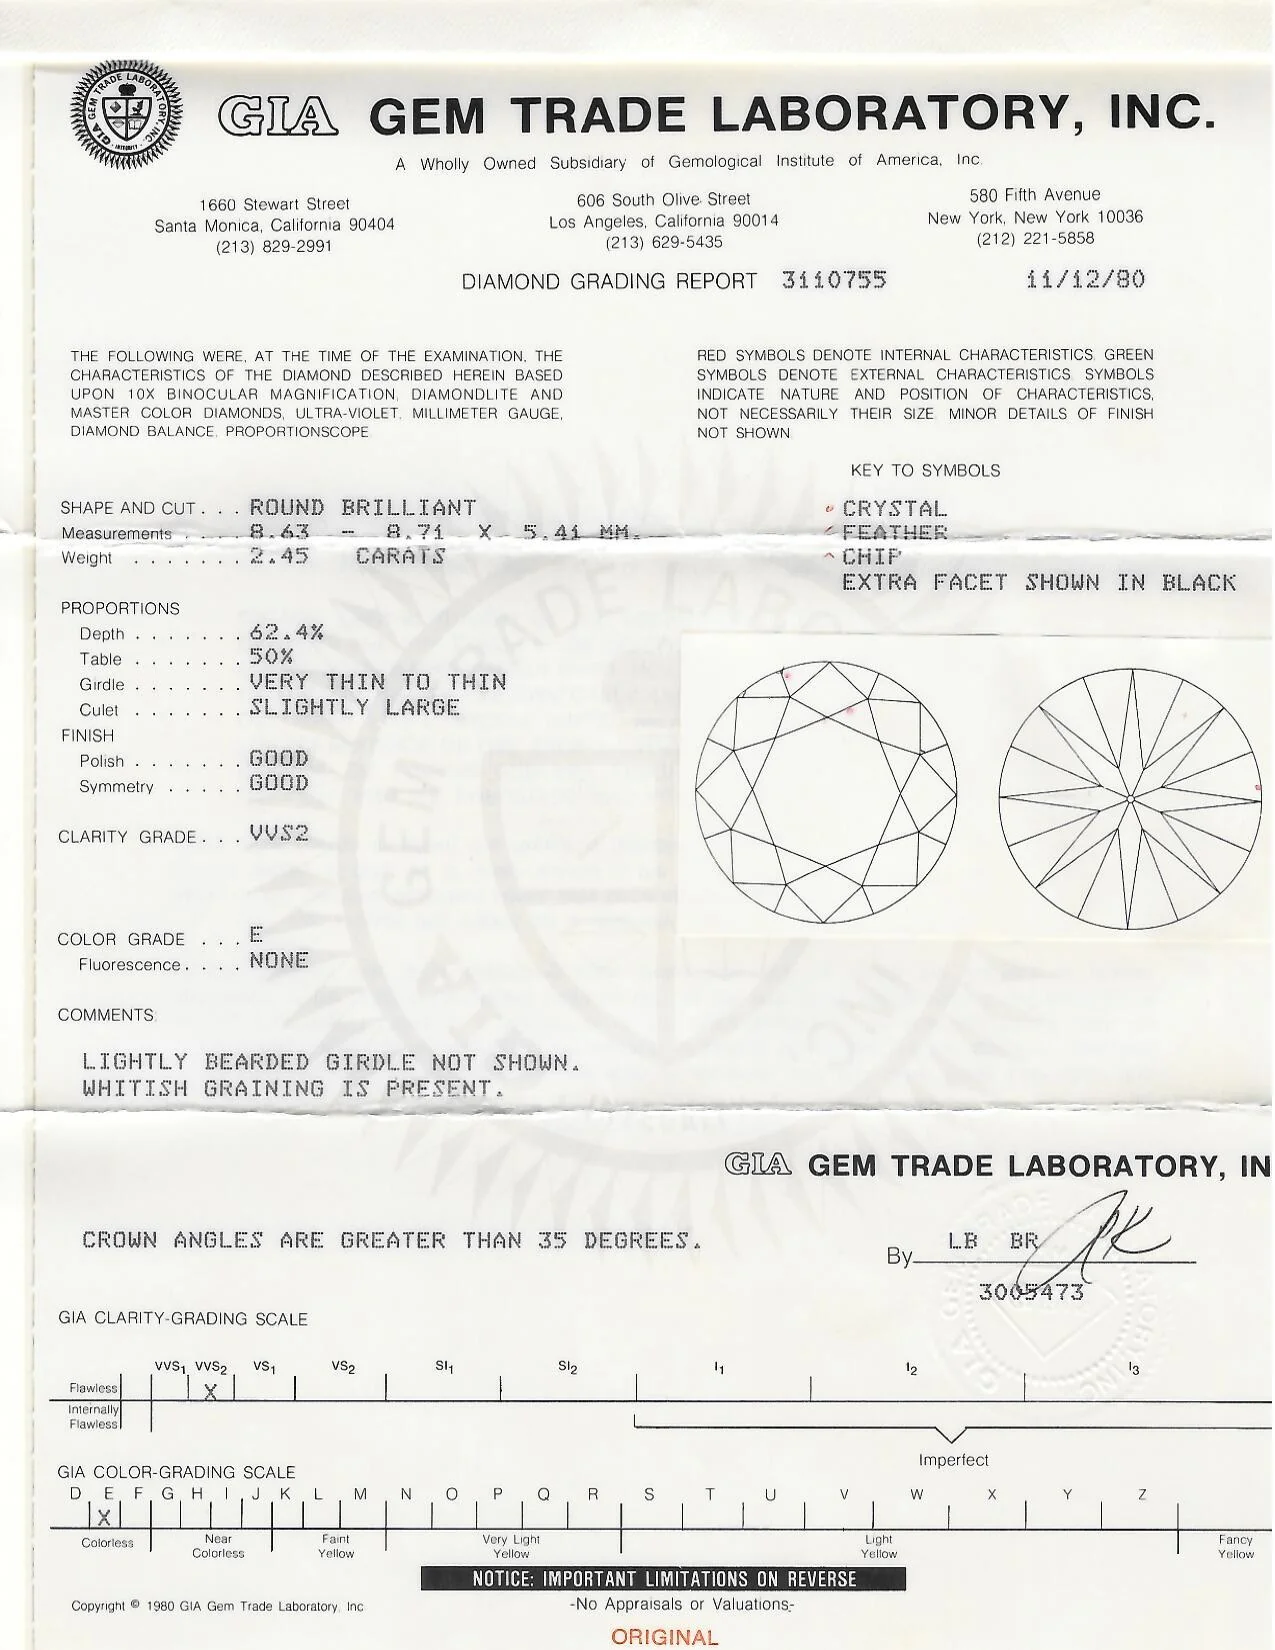 GIA GEM TRADE LABORATORY, INC.
A Wholly Owned Subsidiary of Gemological Institute of America, Inc.
1660 Stewart Street
Santa Monica, California 90404
(213) 829-2991
606 South Olive Street
Los Angeles, California 90014
(213) 629-5435
580 Fifth Avenue
New York, New York 10036
(212) 221-5858
DIAMOND GRADING REPORT 3110755 11/12/80
THE FOLLOWING WERE, AT THE TIME OF THE EXAMINATION, THE
CHARACTERISTICS OF THE DIAMOND DESCRIBED HEREIN BASED
UPON 10X BINOCULAR MAGNIFICATION, DIAMONDLITE AND
MASTER COLOR DIAMONDS, ULTRA-VIOLET, MILLIMETER GAUGE,
DIAMOND BALANCE, PROPORTIONSCOPE
RED SYMBOLS DENOTE INTERNAL CHARACTERISTICS. GREEN
SYMBOLS DENOTE EXTERNAL CHARACTERISTICS. SYMBOLS
INDICATE NATURE AND POSITION OF CHARACTERISTICS,
NOT NECESSARILY THEIR SIZE. MINOR DETAILS OF FINISH
NOT SHOWN
KEY TO SYMBOLS
CRYSTAL
FEATHER
^ CHIP
EXTRA FACET SHOWN IN BLACK
SHAPE AND CUT . . . ROUND BRILLIANT
Measurements . . . . 8.63 - 8.71 X 5.41 MM.
Weight . . . . . . . 2.45 CARATS
PROPORTIONS
Depth . . . . . . . 62.4%
Table . . . . . . . 50%
Girdle . . . . . . . VERY THIN TO THIN
Culet . . . . . . . SLIGHTLY LARGE
FINISH
Polish . . . . . . . GOOD
Symmetry . . . . . GOOD
CLARITY GRADE . . . VVS2
COLOR GRADE . . . E
Fluorescence . . . . NONE
COMMENTS:
LIGHTLY BEARDED GIRDLE NOT SHOWN.
WHITISH GRAINING IS PRESENT.
GIA GEM TRADE LABORATORY, IN
CROWN ANGLES ARE GREATER THAN 35 DEGREES.
By LB BR
3005473
GIA CLARITY-GRADING SCALE
VVS1 VVS2 VS1 VS2 SI1 SI2 I1 I2 I3
Flawless X
Internally
Flawless
Imperfect
GIA COLOR-GRADING SCALE
D E F G H I J K L M N O P Q R S T U V W X Y Z
X
Colorless
Near
Colorless
Faint
Yellow
Very Light
Yellow
Light
Yellow
Fancy
Yellow
NOTICE: IMPORTANT LIMITATIONS ON REVERSE
Copyright © 1980 GIA Gem Trade Laboratory, Inc.
-No Appraisals or Valuations-
ORIGINAL